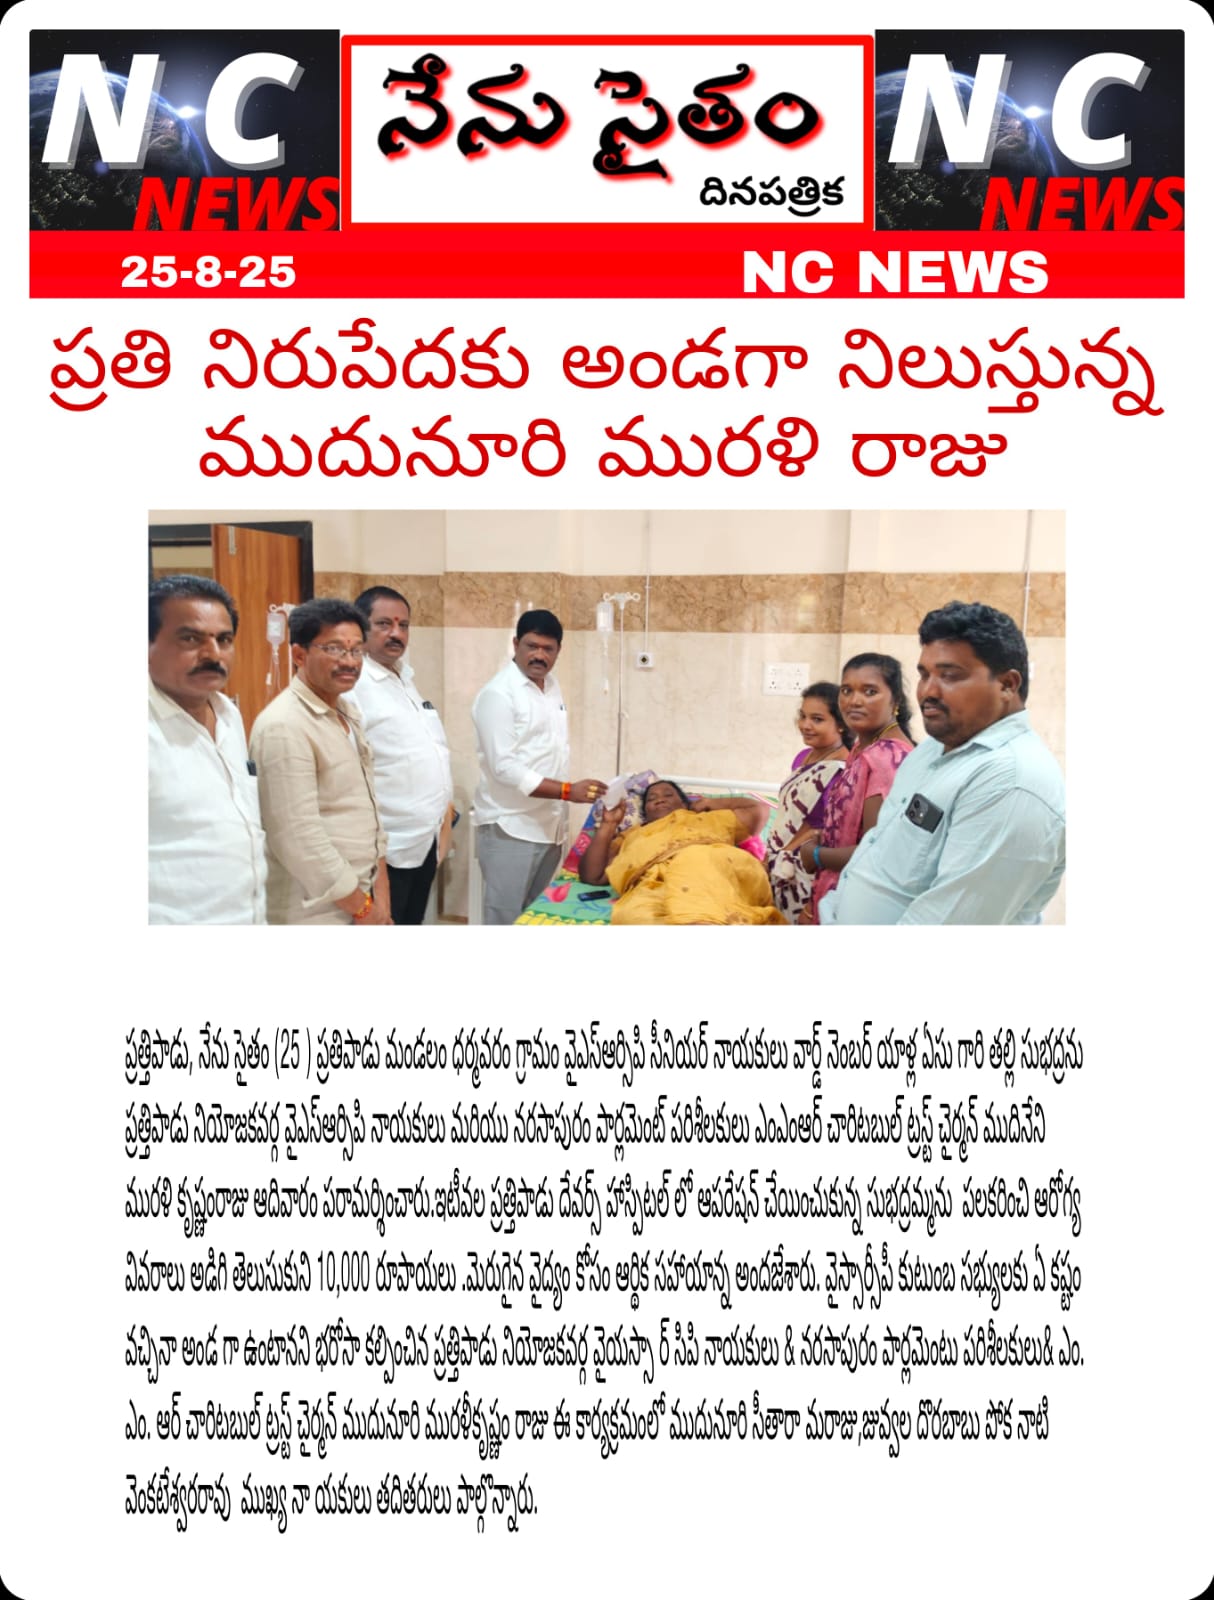 NC
NEWS
నేను సైతం
దినపత్రిక
NC
NEWS
25-8-25
NC NEWS
ప్రతి నిరుపేదకు అండగా నిలుస్తున్న
ముదునూరి మురళి రాజు
ప్రత్తిపాడు, నేను సైతం (25 ) ప్రతిపాడు మండలం ధర్మవరం గ్రామం వైఎస్ఆర్సిపి సీనియర్ నాయకులు వార్డ్ నెంబర్ యాళ్ల ఏసు గారి తల్లి సుభద్రను
ప్రత్తిపాడు నియోజకవర్గ వైఎస్ఆర్సిపి నాయకులు మరియు నరసాపురం పార్లమెంట్ పరిశీలకులు ఎంఎంఆర్ చారిటబుల్ ట్రస్ట్ చైర్మన్ ముదినేని
మురళి కృష్ణంరాజు ఆదివారం పరామర్శించారు.ఇటీవల ప్రత్తిపాడు దేవర్స్ హాస్పిటల్ లో ఆపరేషన్ చేయించుకున్న సుభద్రమ్మను పలకరించి ఆరోగ్య
వివరాలు అడిగి తెలుసుకుని 10,000 రూపాయలు .మెరుగైన వైద్యం కోసం ఆర్థిక సహాయాన్న అందజేశారు. వైస్సార్సీపీ కుటుంబ సభ్యులకు ఏ కష్టం
వచ్చినా అండ గా ఉంటానని భరోసా కల్పించిన ప్రత్తిపాడు నియోజకవర్గ వైయస్సా ర్ సిపి నాయకులు & నరసాపురం పార్లమెంటు పరిశీలకులు& ఎం.
ఎం. ఆర్ చారిటబుల్ ట్రస్ట్ చైర్మన్ ముదునూరి మురళీకృష్ణం రాజు ఈ కార్యక్రమంలో ముదునూరి సీతారా మరాజు,జువ్వల దొరబాబు పోక నాటి
వెంకటేశ్వరరావు ముఖ్య నా యకులు తదితరులు పాల్గొన్నారు.